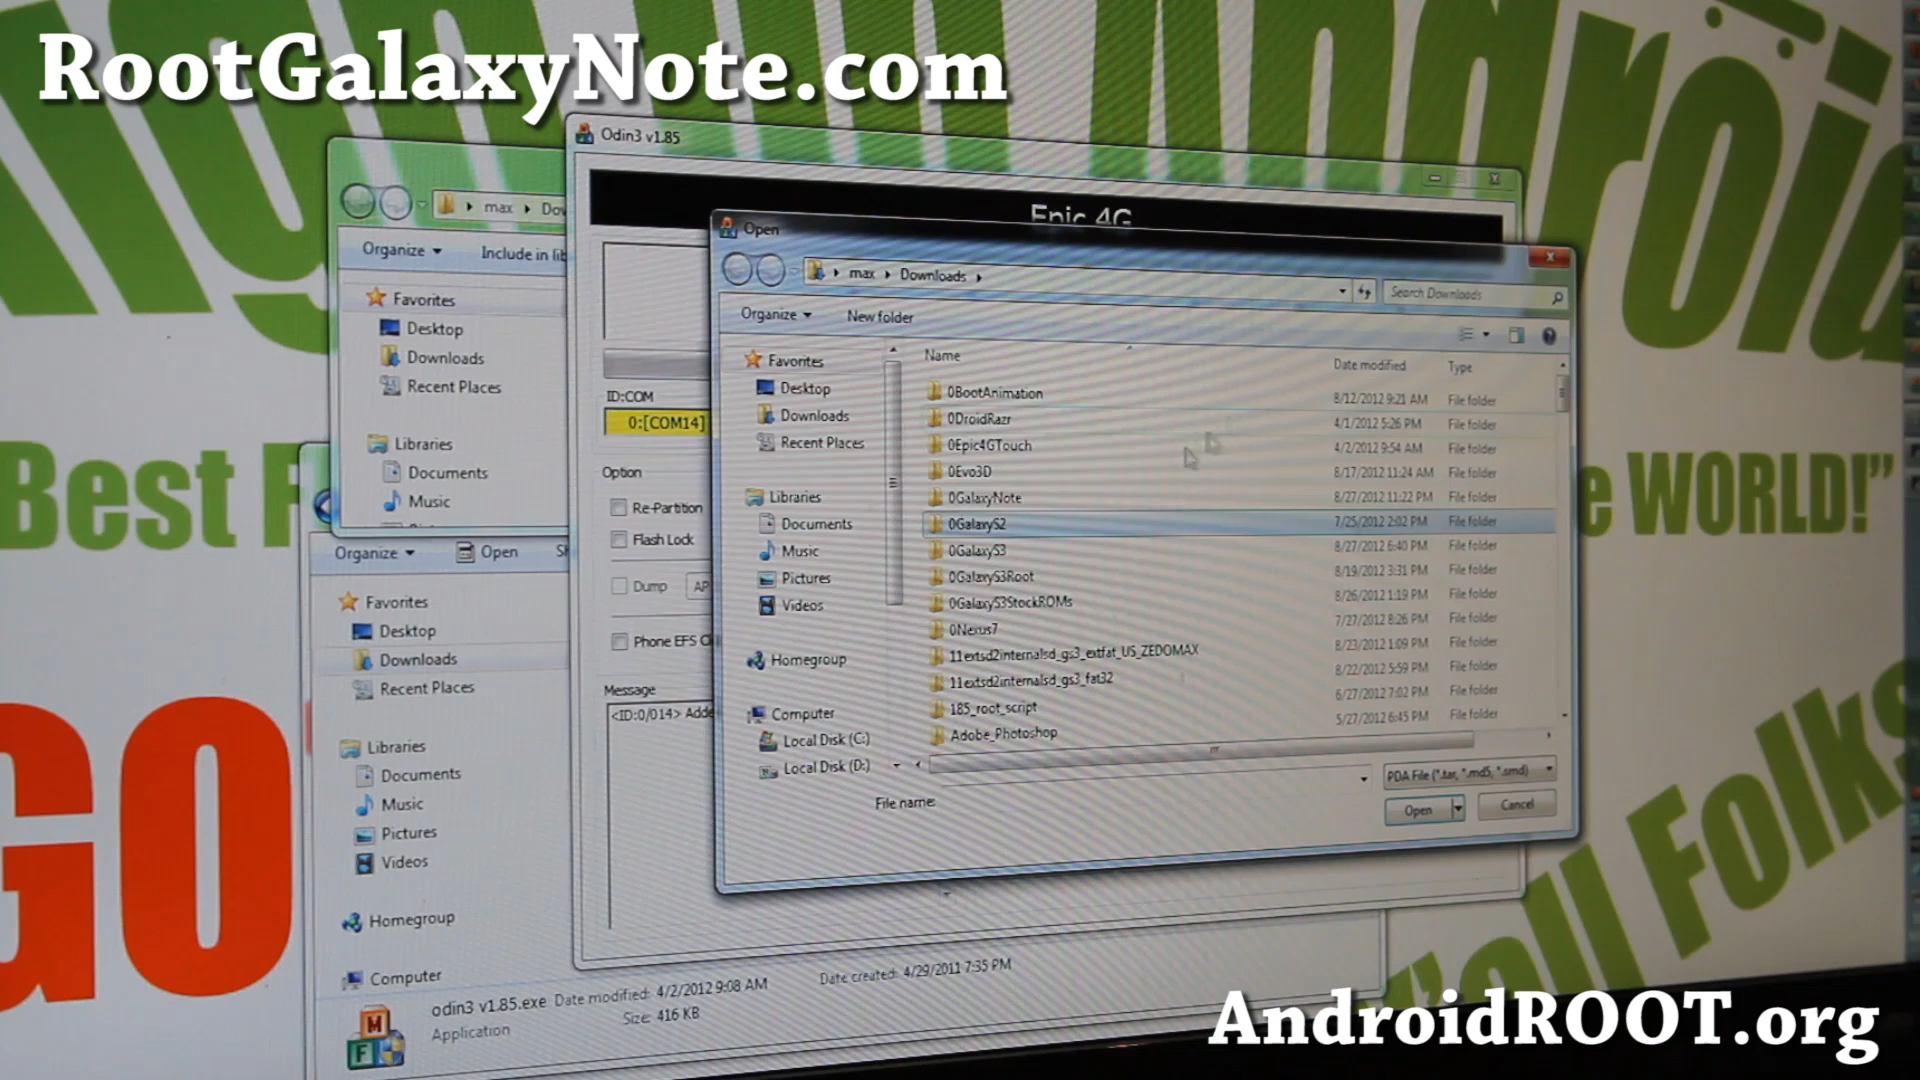 RootGalaxyNote.com
Odin3 v1.85
Epic 4G
max
Organize
Include in lib
Favorites
Desktop
Downloads
Recent Places
Libraries
Documents
Music
ID:COM
0:[COM14]
Option
Re-Partition
Flash Lock
Dump
AP
Phone EFS
Message
<ID:0/014> Adde
Open
max
Downloads
Search Downloads
Organize
New folder
Favorites
Desktop
Downloads
Recent Places
Libraries
Documents
Music
Pictures
Videos
Homegroup
Computer
Local Disk (C:)
Local Disk (D:)
Name Date modified Type
0BootAnimation 8/12/2012 9:21 AM File folder
0DroidRazr 4/1/2012 5:26 PM File folder
0Epic4GTouch 4/2/2012 9:54 AM File folder
0Evo3D 8/17/2012 11:24 AM File folder
0GalaxyNote 8/27/2012 11:22 PM File folder
0GalaxyS2 7/25/2012 2:02 PM File folder
0GalaxyS3 8/27/2012 6:40 PM File folder
0GalaxyS3Root 8/19/2012 3:31 PM File folder
0GalaxyS3StockROMs 8/26/2012 1:19 PM File folder
0Nexus7 7/27/2012 8:26 PM File folder
11extsd2internalsd_gs3_extfat_US_ZEDOMAX 8/23/2012 1:09 PM File folder
11extsd2internalsd_gs3_fat32 8/22/2012 5:59 PM File folder
185_root_script 6/27/2012 7:02 PM File folder
Adobe_Photoshop 5/27/2012 6:45 PM File folder
File name:
PDA File (*.tar, *.md5, *.smd)
Open
Cancel
Organize
Open
Favorites
Desktop
Downloads
Recent Places
Libraries
Documents
Music
Pictures
Videos
Homegroup
Computer
odin3 v1.85.exe Date modified: 4/2/2012 9:08 AM Date created: 4/29/2011 7:35 PM
Application Size: 416 KB
in Android
Best F
e WORLD!”
GO
y'all Folks
AndroidROOT.org